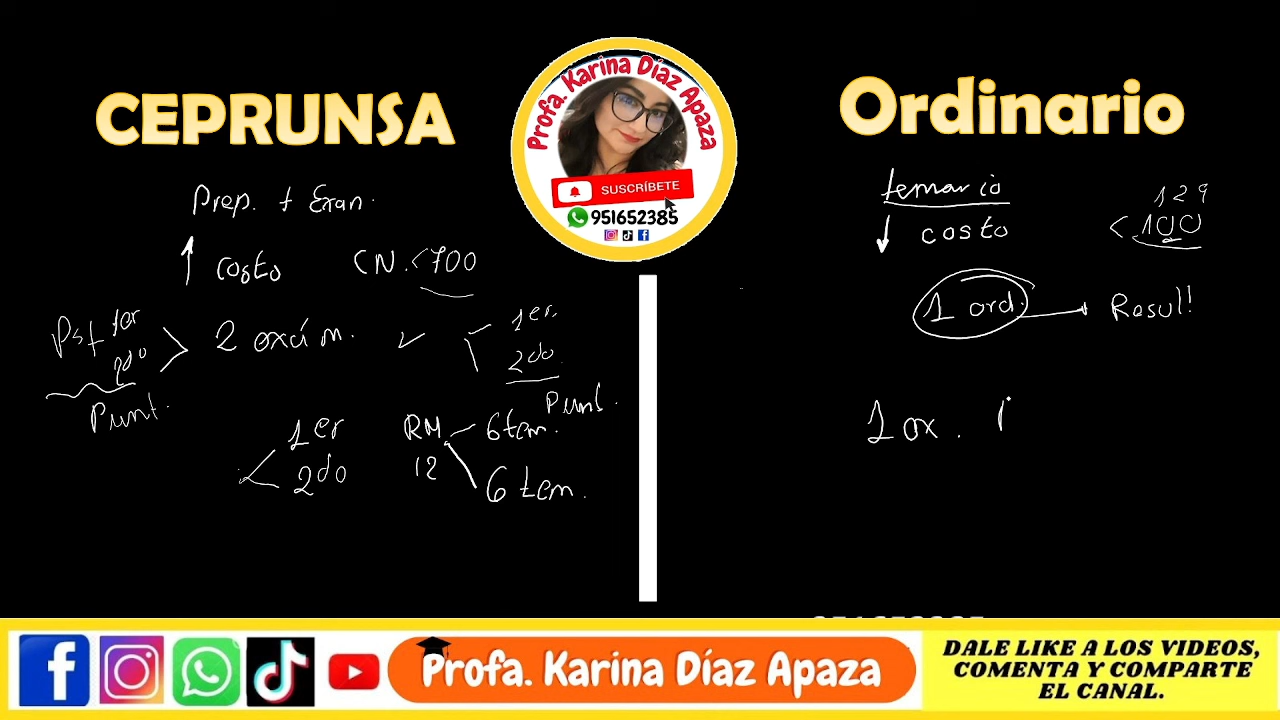 CEPRUNSA
Prep. + Exam.
costo CN. <700
Pst 1er
2do
Punt.
2 exám.
1er.
2do.
Punt.
1er
2do
RM
12
6 tem.
6 tem.
Profa. Karina Díaz Apaza
SUSCRÍBETE
951652385
Ordinario
temario
costo
129
<100
1 ord.
Resul!
1 ex.
Profa. Karina Díaz Apaza
DALE LIKE A LOS VIDEOS,
COMENTA Y COMPARTE
EL CANAL.